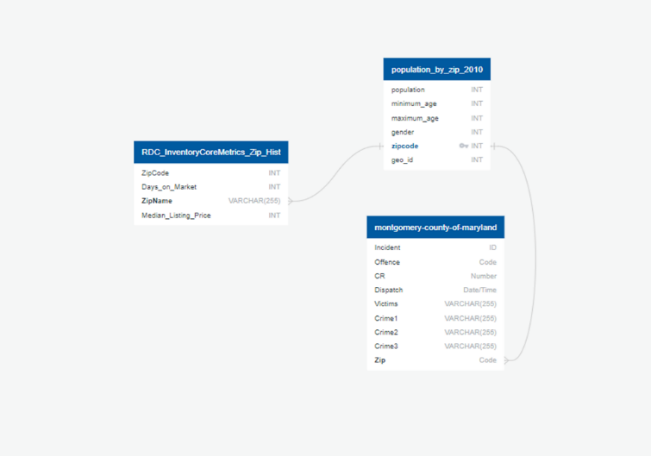 population_by_zip_2010
population INT
minimum_age INT
maximum_age INT
gender INT
zipcode INT
geo_id INT
RDC_InventoryCoreMetrics_Zip_Hist
ZipCode INT
Days_on_Market INT
ZipName VARCHAR(255)
Median_Listing_Price INT
montgomery-county-of-maryland
Incident ID
Offence Code
CR Number
Dispatch Date/Time
Victims VARCHAR(255)
Crime1 VARCHAR(255)
Crime2 VARCHAR(255)
Crime3 VARCHAR(255)
Zip Code